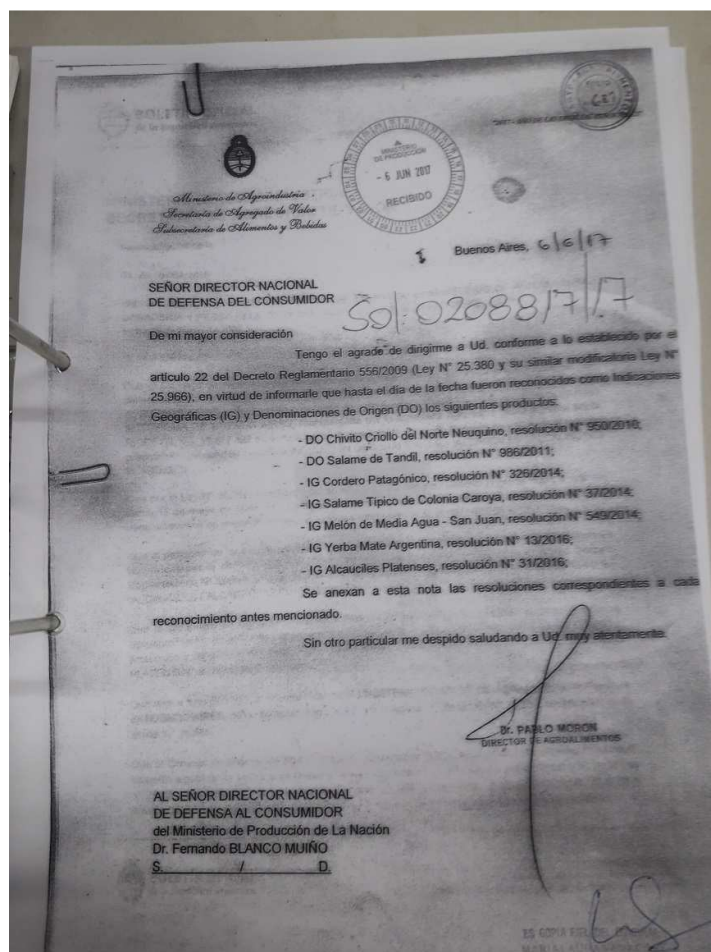 Ministerio de Agroindustria
Secretaría de Agregado de Valor
Subsecretaría de Alimentos y Bebidas
MINISTERIO
DE PRODUCCION
- 6 JUN 2017
RECIBIDO
Buenos Aires, 6/6/17
SEÑOR DIRECTOR NACIONAL
DE DEFENSA DEL CONSUMIDOR
S01:0208817/17
De mi mayor consideración
Tengo el agrado de dirigirme a Ud. conforme a lo establecido por el
artículo 22 del Decreto Reglamentario 556/2009 (Ley N° 25.380 y su similar modificatoria Ley N°
25.966), en virtud de informarle que hasta el día de la fecha fueron reconocidos como Indicaciones
Geográficas (IG) y Denominaciones de Origen (DO) los siguientes productos:
- DO Chivito Criollo del Norte Neuquino, resolución N° 950/2016;
- DO Salame de Tandil, resolución N° 986/2011;
- IG Cordero Patagónico, resolución N° 326/2014;
- IG Salame Típico de Colonia Caroya, resolución N° 37/2014;
- IG Melón de Media Agua - San Juan, resolución N° 549/2014;
- IG Yerba Mate Argentina, resolución N° 13/2016;
- IG Alcauciles Platenses, resolución N° 31/2016;
Se anexan a esta nota las resoluciones correspondientes a cada
reconocimiento antes mencionado.
Sin otro particular me despido saludando a Ud. muy atentamente.
Dr. PABLO MORON
DIRECTOR DE AGROALIMENTOS
AL SEÑOR DIRECTOR NACIONAL
DE DEFENSA AL CONSUMIDOR
del Ministerio de Producción de La Nación
Dr. Fernando BLANCO MUIÑO
S. / D.
ES COPIA FIEL DEL